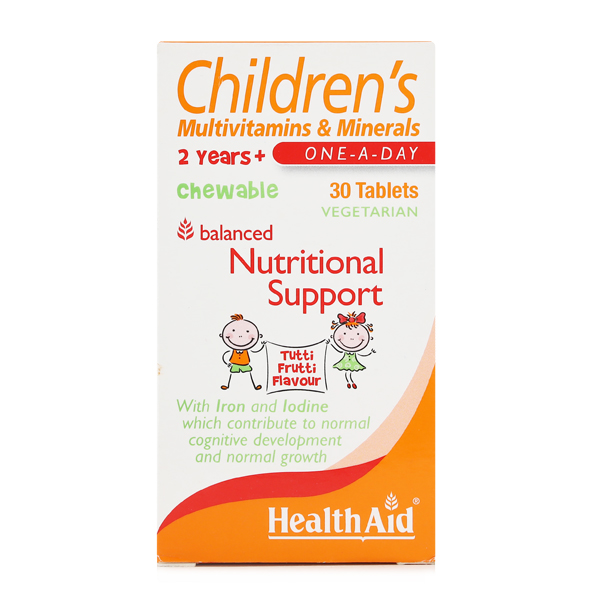 Children's
Multivitamins & Minerals
2 Years+
ONE-A-DAY
Chewable
30 Tablets
VEGETARIAN
balanced
Nutritional
Support
Tutti
Frutti
Flavour
With Iron and Iodine
which contribute to normal
cognitive development
and normal growth
HealthAid®